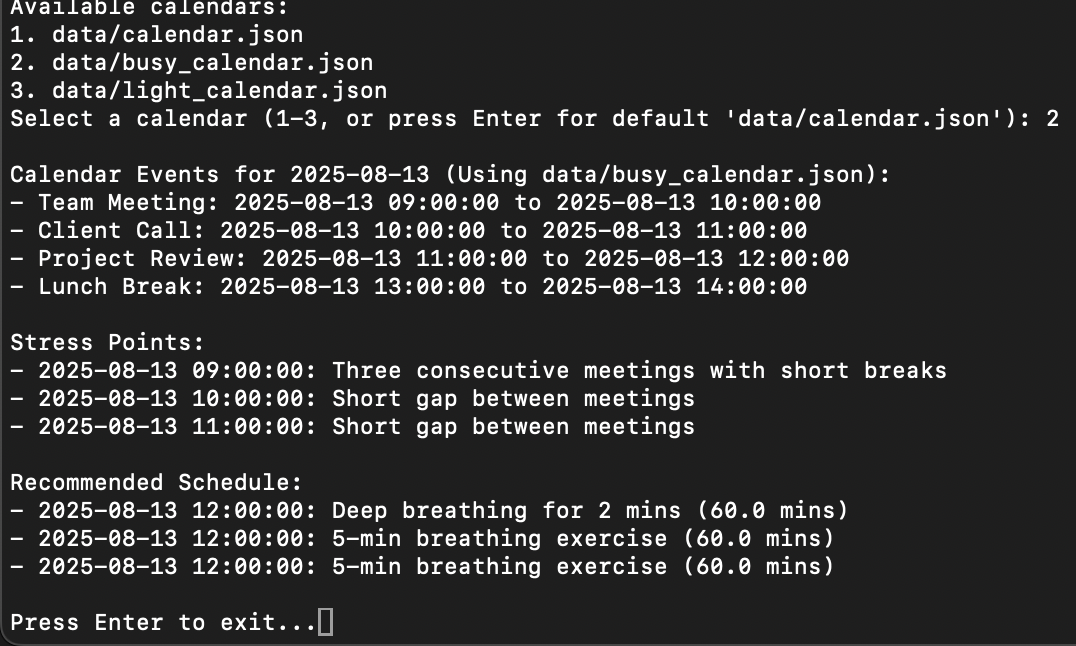 Available calendars:
1. data/calendar.json
2. data/busy_calendar.json
3. data/light_calendar.json
Select a calendar (1-3, or press Enter for default 'data/calendar.json'): 2
Calendar Events for 2025-08-13 (Using data/busy_calendar.json):
- Team Meeting: 2025-08-13 09:00:00 to 2025-08-13 10:00:00
- Client Call: 2025-08-13 10:00:00 to 2025-08-13 11:00:00
- Project Review: 2025-08-13 11:00:00 to 2025-08-13 12:00:00
- Lunch Break: 2025-08-13 13:00:00 to 2025-08-13 14:00:00
Stress Points:
- 2025-08-13 09:00:00: Three consecutive meetings with short breaks
- 2025-08-13 10:00:00: Short gap between meetings
- 2025-08-13 11:00:00: Short gap between meetings
Recommended Schedule:
- 2025-08-13 12:00:00: Deep breathing for 2 mins (60.0 mins)
- 2025-08-13 12:00:00: 5-min breathing exercise (60.0 mins)
- 2025-08-13 12:00:00: 5-min breathing exercise (60.0 mins)
Press Enter to exit...